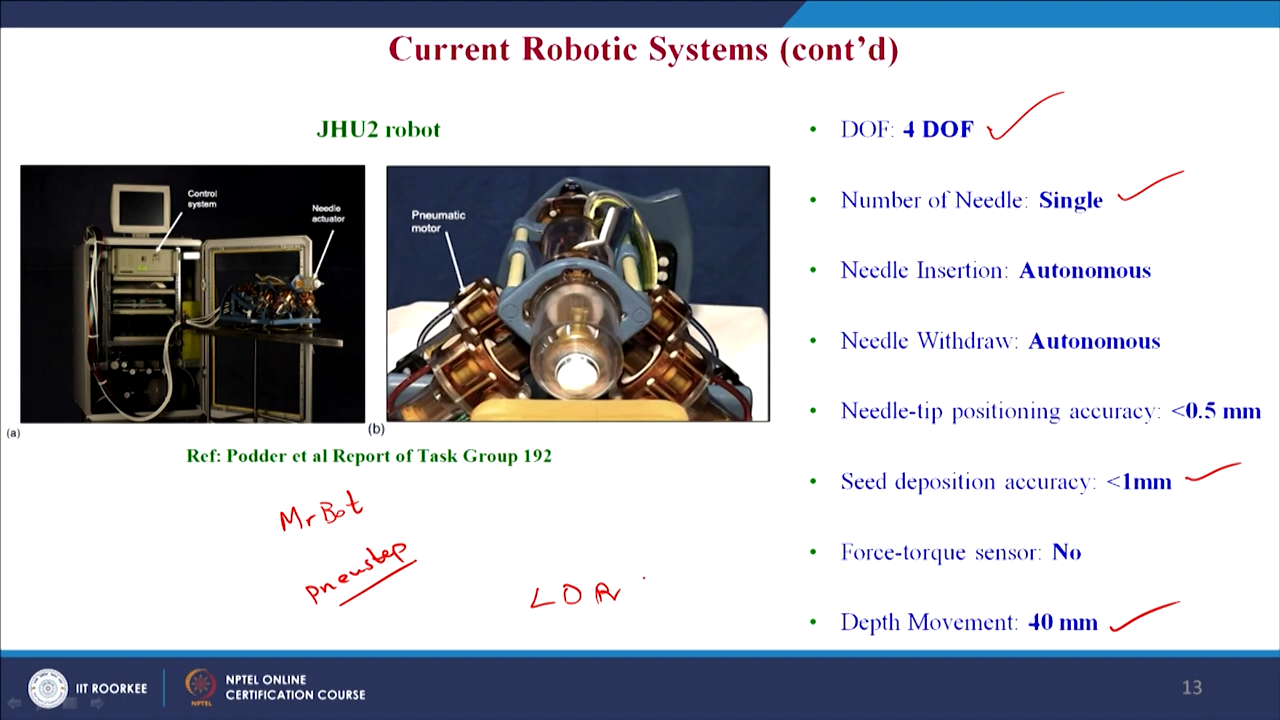 Current Robotic Systems (cont'd)
JHU2 robot
Control
system
Needle
actuator
(a)
Pneumatic
motor
(b)
Ref: Podder et al Report of Task Group 192
MrBot
pneustep
LOR
• DOF: 4 DOF
• Number of Needle: Single
• Needle Insertion: Autonomous
• Needle Withdraw: Autonomous
• Needle-tip positioning accuracy: <0.5 mm
• Seed deposition accuracy: <1mm
• Force-torque sensor: No
• Depth Movement: 40 mm
IIT ROORKEE
NPTEL
NPTEL ONLINE
CERTIFICATION COURSE
13